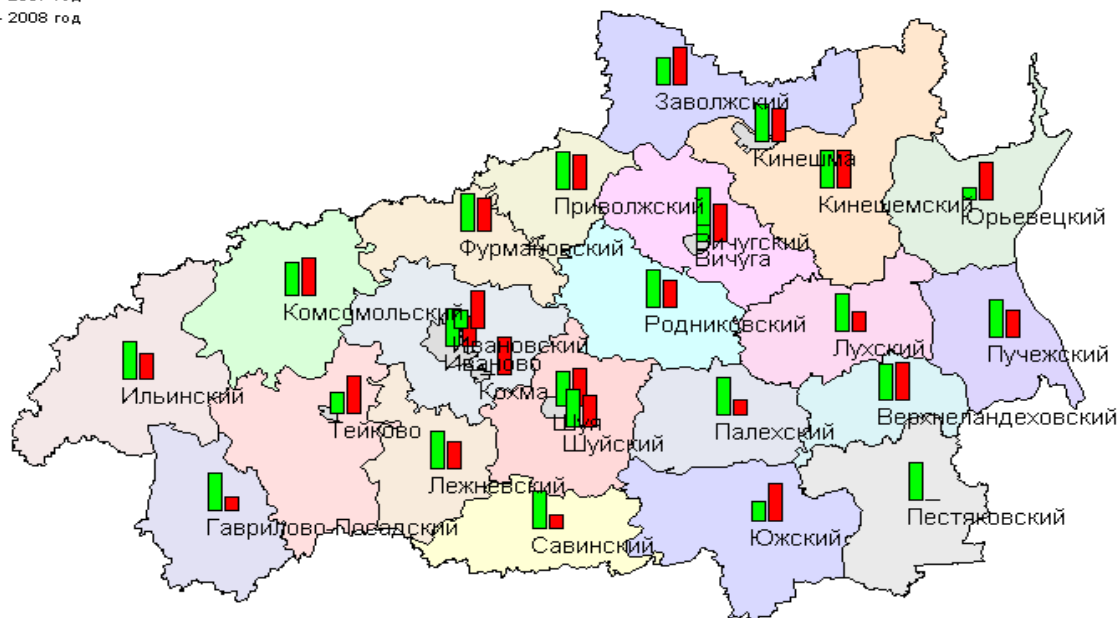 - 2008 год
Заволжский
Кинешма
Приволжский
Кинешемский
Юрьевецкий
Фурмановский
Вичугский
Вичуга
Комсомольский
Родниковский
Ивановский
Лухский
Пучежский
Иваново
Ильинский
Кохма
Верхнеландеховский
Тейково
Шуя
Палехский
Шуйский
Лежневский
Гаврилово-Посадский
Пестяковский
Савинский
Южский